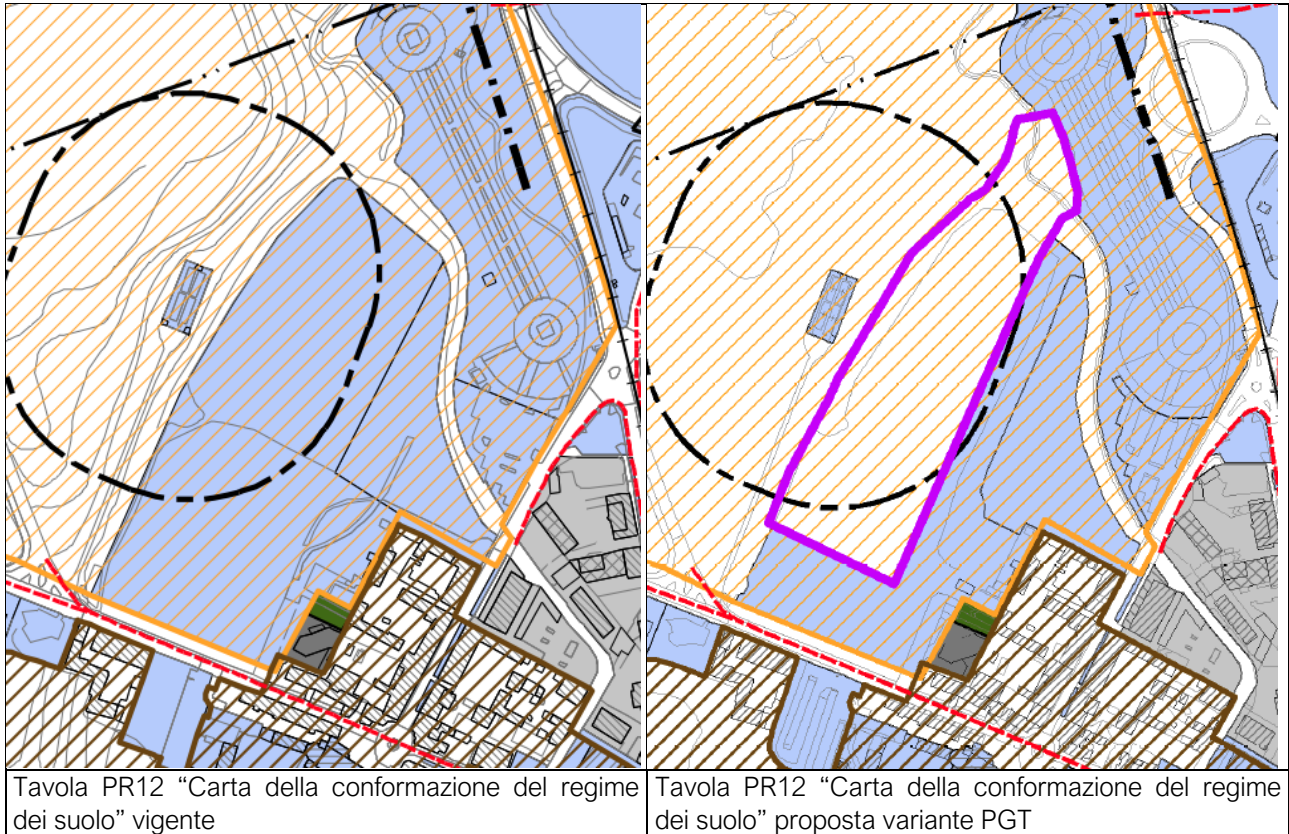 Tavola PR12 “Carta della conformazione del regime
dei suolo” vigente
Tavola PR12 “Carta della conformazione del regime
dei suolo” proposta variante PGT